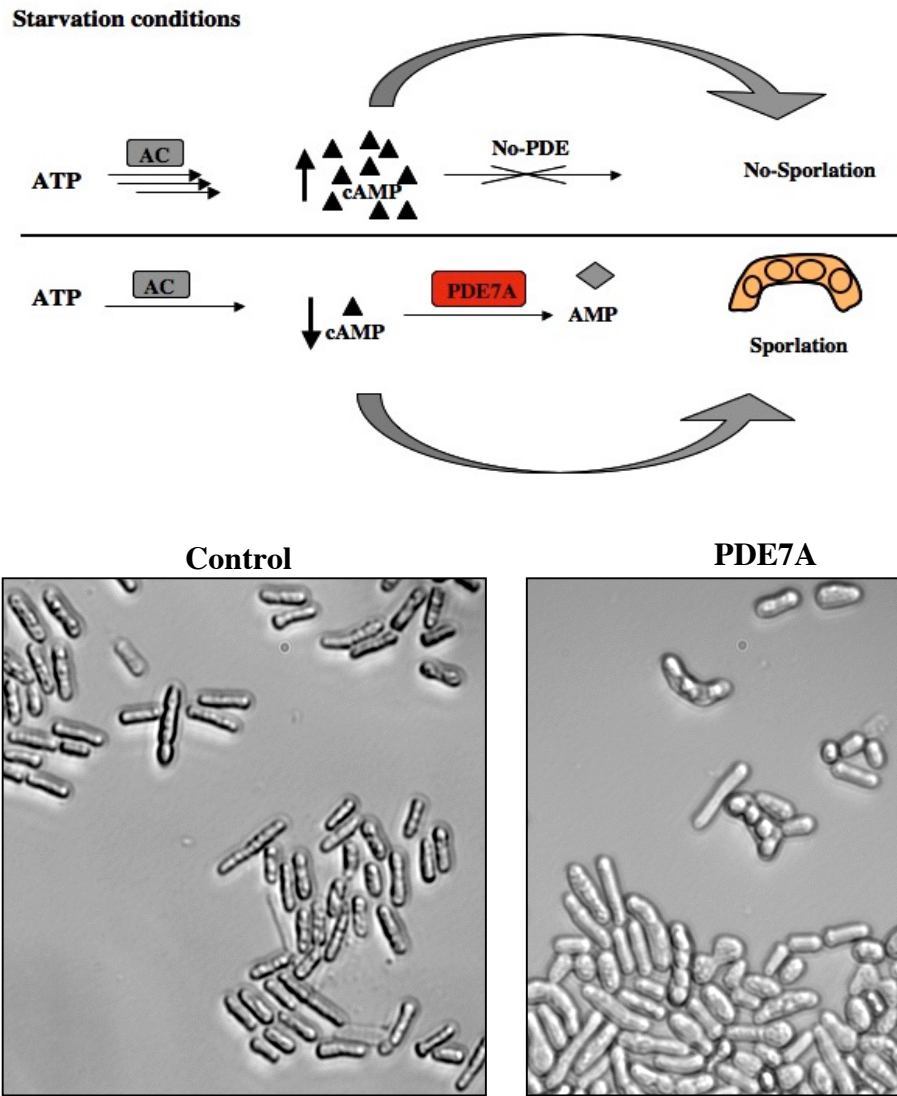 Starvation conditions
AC
No-PDE
ATP
cAMP
No-Sporlation
AC
ATP
PDE7A
cAMP
AMP
Sporlation
Control
PDE7A